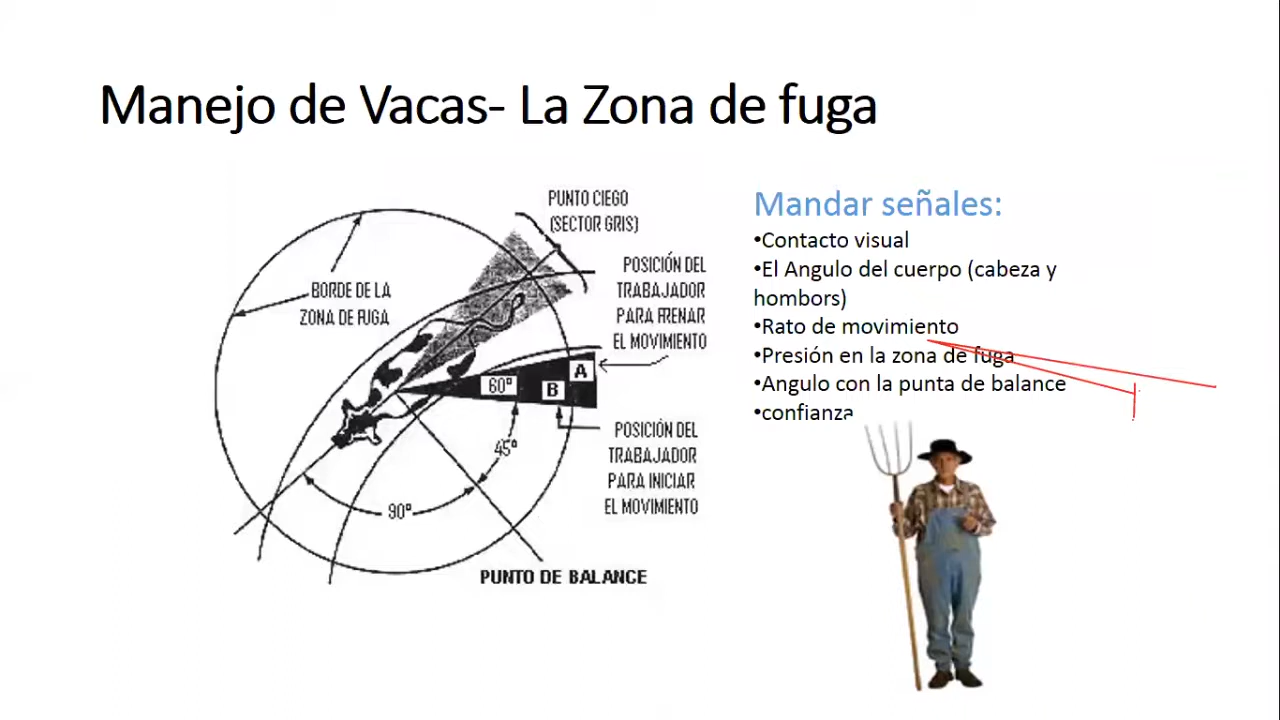 Manejo de Vacas- La Zona de fuga
PUNTO CIEGO
(SECTOR GRIS)
POSICIÓN DEL
TRABAJADOR
PARA FRENAR
EL MOVIMIENTO
BORDE DE LA
ZONA DE FUGA
A
B
60º
45º
90º
POSICIÓN DEL
TRABAJADOR
PARA INICIAR
EL MOVIMIENTO
PUNTO DE BALANCE
Mandar señales:
•Contacto visual
•El Angulo del cuerpo (cabeza y
hombors)
•Rato de movimiento
•Presión en la zona de fuga
•Angulo con la punta de balance
•confianza